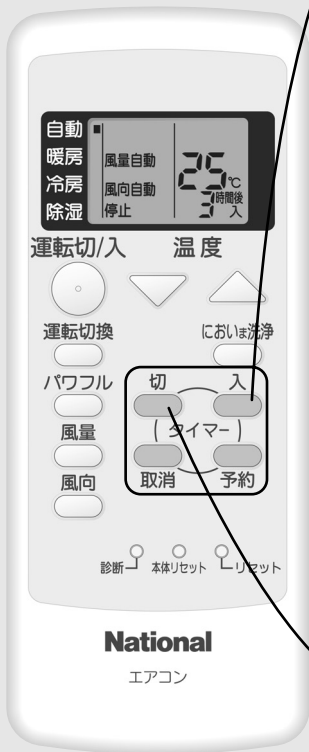 自動
暖房
冷房
除湿
風量自動
風向自動
停止
25℃
3時間後
入
運転切/入
温度
運転切換
においま洗浄
パワフル
切
入
風量
(タイマー)
風向
取消
予約
診断
本体リセット
リセット
National
エアコン